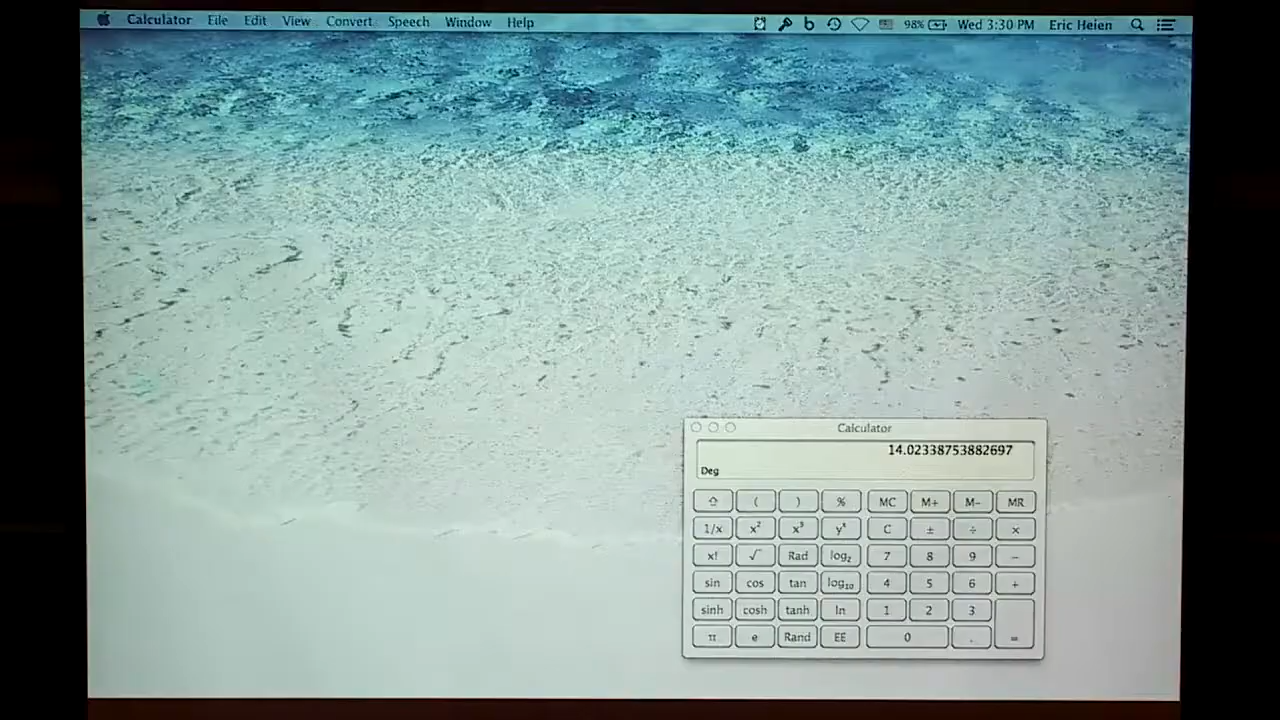 Calculator File Edit View Convert Speech Window Help 98% Wed 3:30 PM Eric Heien
Calculator
14.02338753882697
Deg
( ) % MC M+ M- MR
1/x x² x³ yˣ C ± ÷ ×
x! √ Rad log₂ 7 8 9 −
sin cos tan log₁₀ 4 5 6 +
sinh cosh tanh ln 1 2 3
π e Rand EE 0 . =